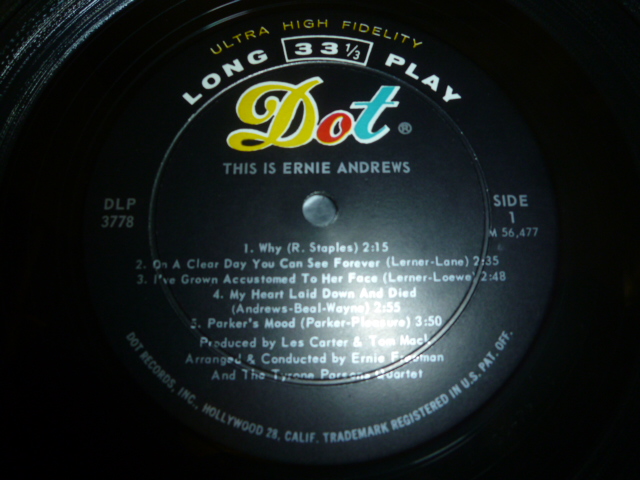 ULTRA HIGH FIDELITY
LONG 33 1/3 PLAY
Dot ®
THIS IS ERNIE ANDREWS
DLP
3778
SIDE
1
M 56,477
1. Why (R. Staples) 2:15
2. On A Clear Day You Can See Forever (Lerner-Lane) 2:35
3. I've Grown Accustomed To Her Face (Lerner-Loewe) 2:48
4. My Heart Laid Down And Died
(Andrews-Beal-Wayne) 2:55
5. Parker's Mood (Parker-Pleasure) 3:50
Produced by Les Carter & Tom Mack
Arranged & Conducted by Ernie Freeman
And The Tyrone Parsons Quartet
DOT RECORDS, INC., HOLLYWOOD 28, CALIF. TRADEMARK REGISTERED IN U.S. PAT. OFF.